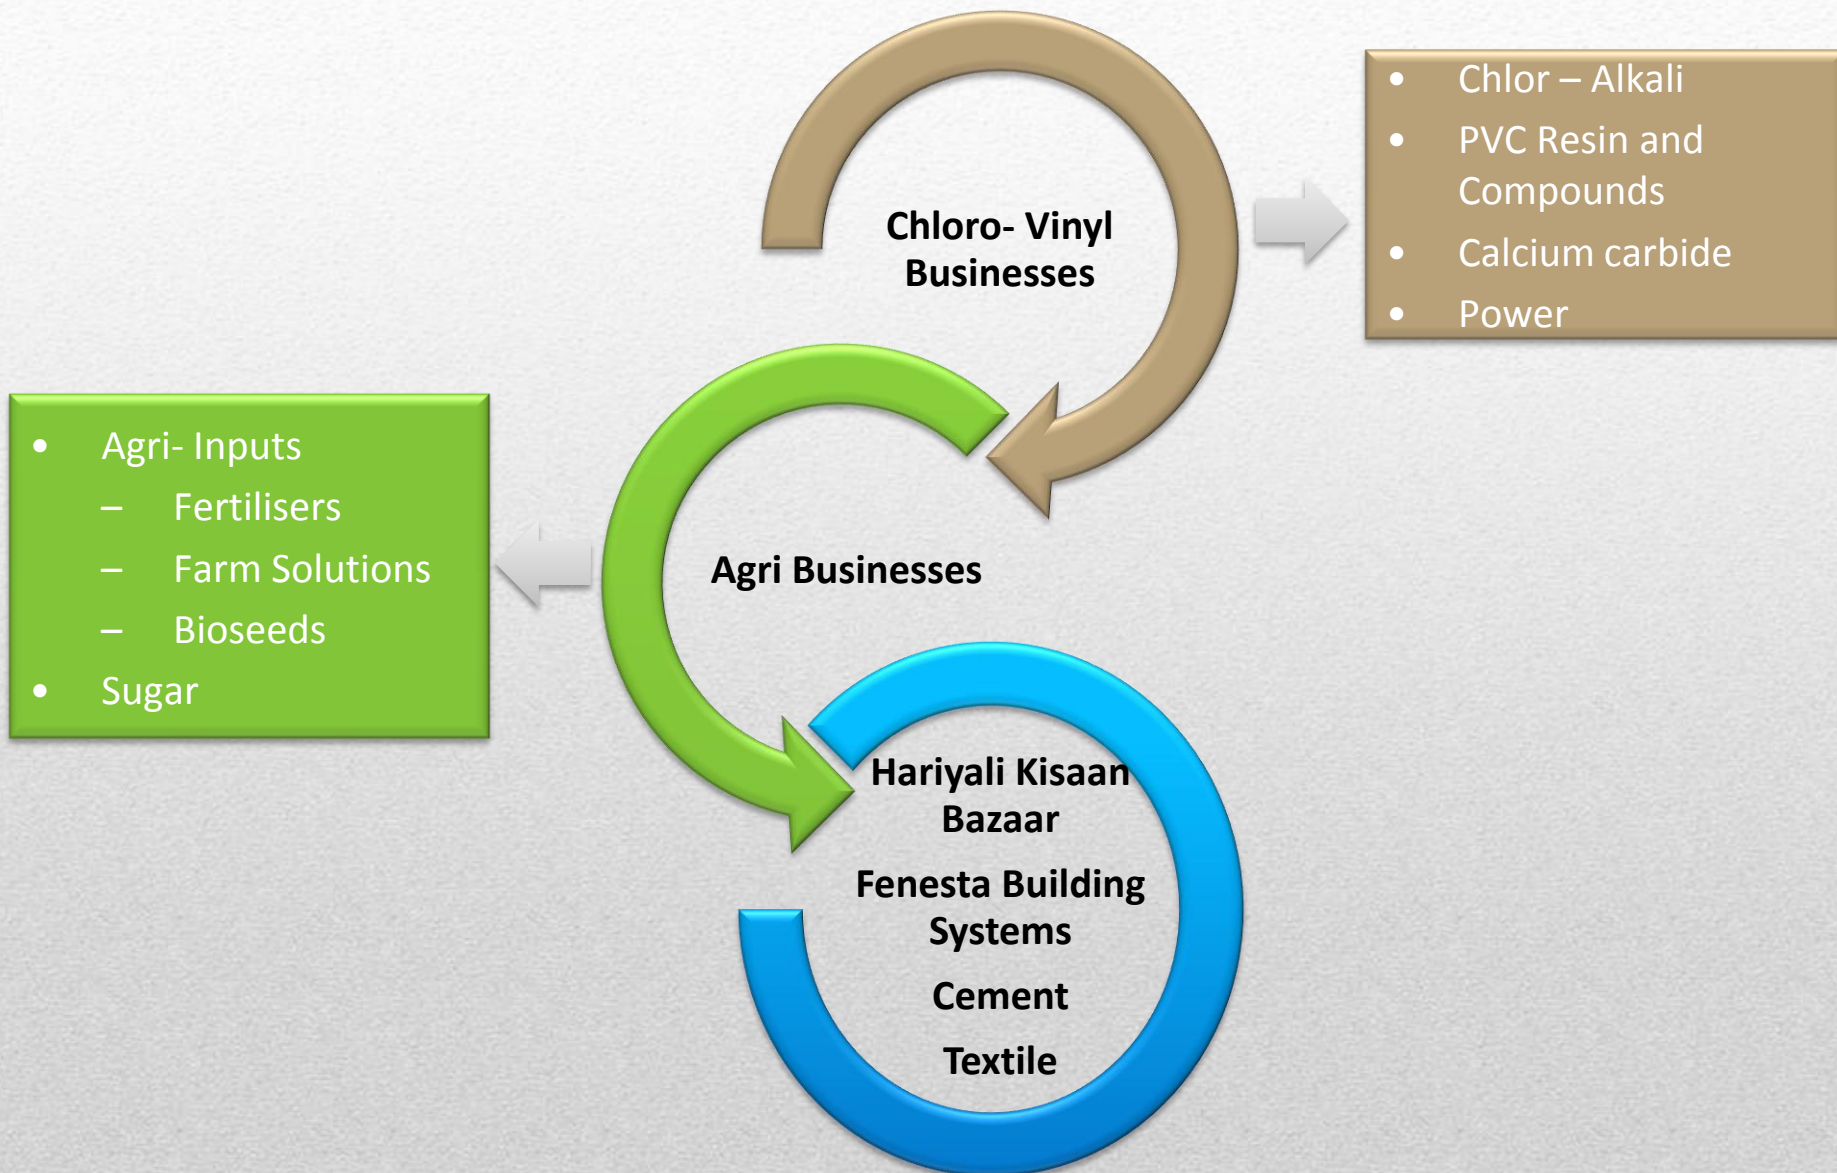 Chloro- Vinyl
Businesses
• Chlor – Alkali
• PVC Resin and
Compounds
• Calcium carbide
• Power
Agri Businesses
• Agri- Inputs
– Fertilisers
– Farm Solutions
– Bioseeds
• Sugar
Hariyali Kisaan
Bazaar
Fenesta Building
Systems
Cement
Textile